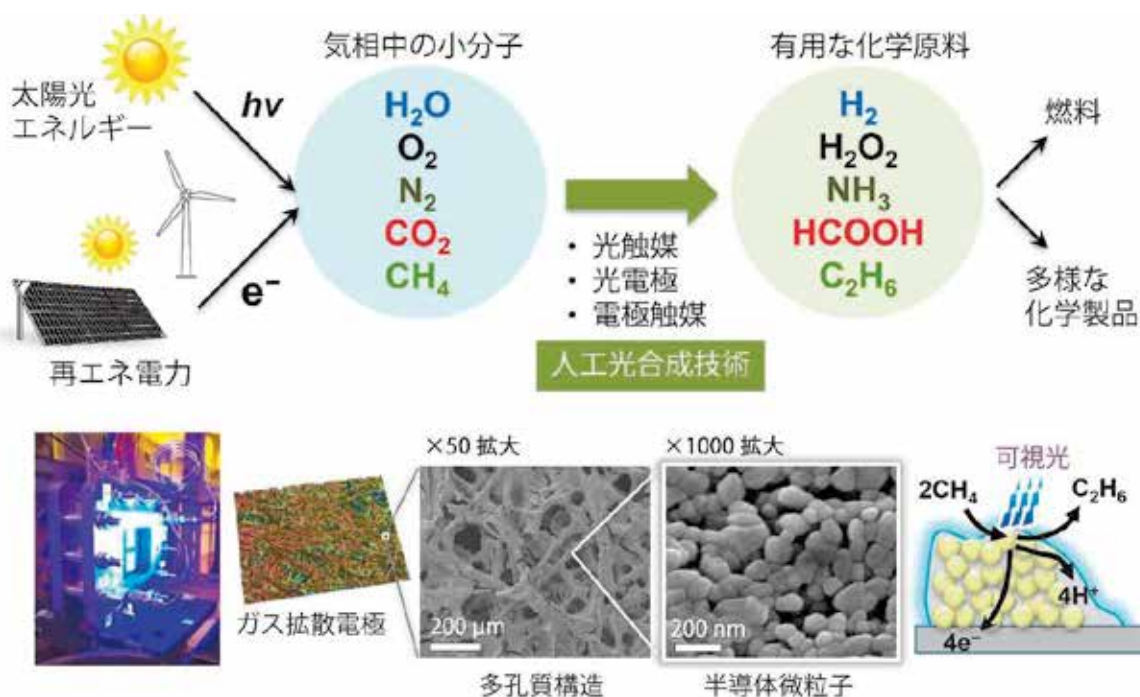 気相中の小分子
有用な化学原料
太陽光
エネルギー
hν
H₂O
O₂
N₂
CO₂
CH₄
H₂
H₂O₂
NH₃
HCOOH
C₂H₆
燃料
・ 光触媒
・ 光電極
・ 電極触媒
多様な
化学製品
e⁻
再エネ電力
人工光合成技術
×50 拡大
×1000 拡大
可視光
2CH₄
C₂H₆
4H⁺
4e⁻
ガス拡散電極
200 μm
200 nm
多孔質構造
半導体微粒子